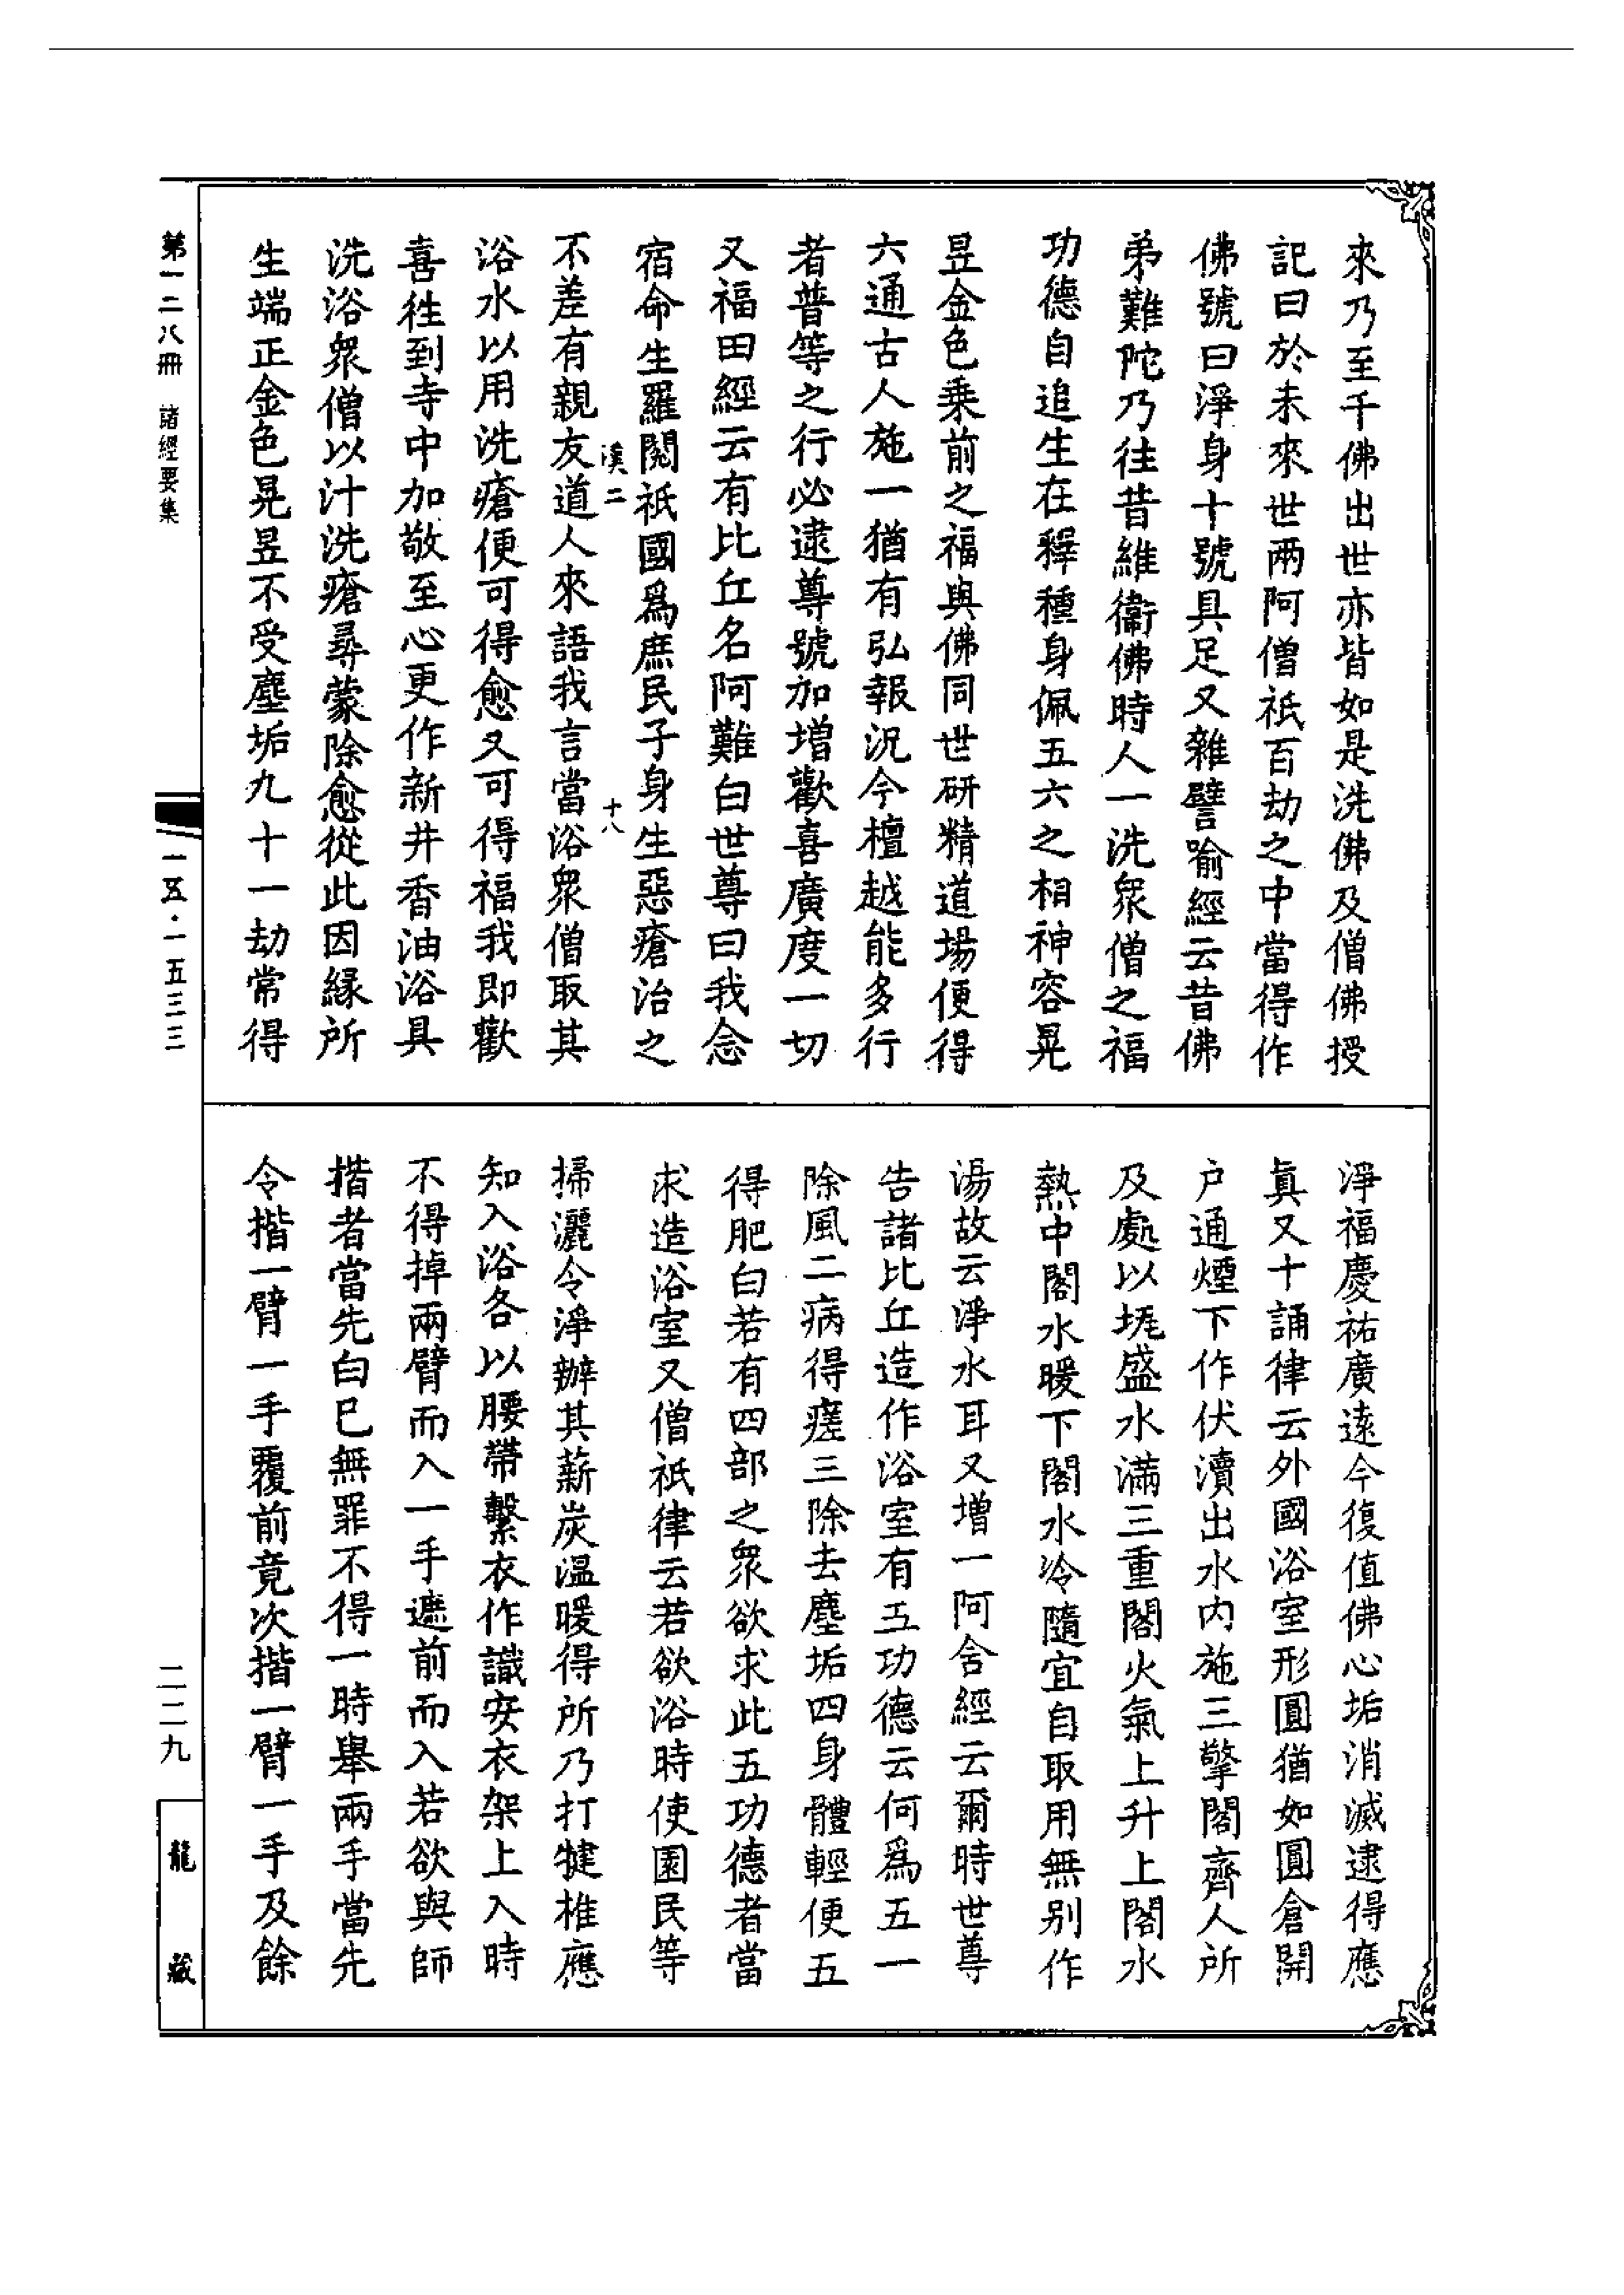 來乃至千佛出世亦皆如是洗佛及僧佛授
記曰於未來世兩阿僧祇百劫之中當得作
佛號曰淨身十號具足又雜譬喻經云昔佛
弟難陀乃往昔維衞佛時人一洗衆僧之福
功德自追生在釋種身佩五六之相神容晃
昱金色乘前之福與佛同世研精道場便得
六通古人施一猶有弘報況今檀越能多行
者普等之行必逮尊號加增歡喜廣度一切
又福田經云有比丘名阿難白世尊曰我念
宿命生羅閱祇國爲庶民子身生惡瘡治之
溪二 十八
不差有親友道人來語我言當浴衆僧取其
浴水以用洗瘡便可得愈又可得福我即歡
喜徃到寺中加敬至心更作新井香油浴具
洗浴衆僧以汁洗瘡尋蒙除愈從此因緣所
生端正金色晃昱不受塵垢九十一劫常得
淨福慶祐廣遠今復值佛心垢消滅逮得應
眞又十誦律云外國浴室形圓猶如圓倉開
户通煙下作伏瀆出水内施三擎閣齊人所
及處以垸盛水滿三重閣火氣上升上閣水
熱中閣水暖下閣水冷隨宜自取用無別作
湯故云淨水耳又增一阿含經云爾時世尊
告諸比丘造作浴室有五功德云何爲五一
除風二病得瘥三除去塵垢四身體輕便五
得肥白若有四部之衆欲求此五功德者當
求造浴室又僧祇律云若欲浴時使園民等
掃灑令淨辦其薪炭温暖得所乃打犍椎應
知入浴各以腰帶繫衣作識安衣架上入時
不得掉兩臂而入一手遮前而入若欲與師
揩者當先白已無罪不得一時舉兩手當先
令揩一臂一手覆前竟次揩一臂一手及餘
第一二八冊 諸經要集
一五·一五三三
二二九
龍藏